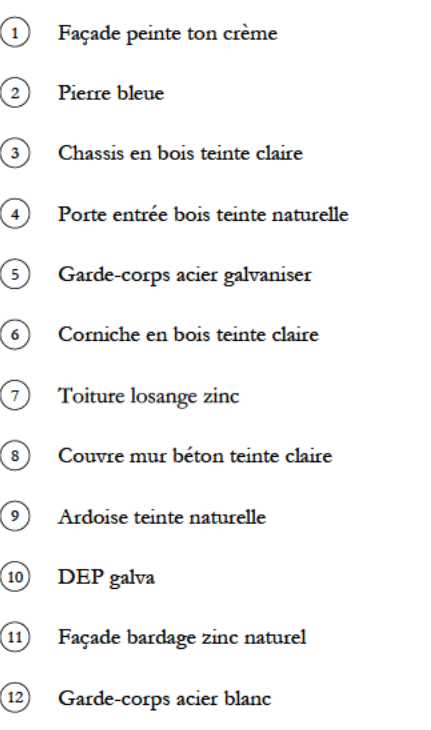 1 Façade peinte ton crème
2 Pierre bleue
3 Chassis en bois teinte claire
4 Porte entrée bois teinte naturelle
5 Garde-corps acier galvaniser
6 Corniche en bois teinte claire
7 Toiture losange zinc
8 Couvre mur béton teinte claire
9 Ardoise teinte naturelle
10 DEP galva
11 Façade bardage zinc naturel
12 Garde-corps acier blanc